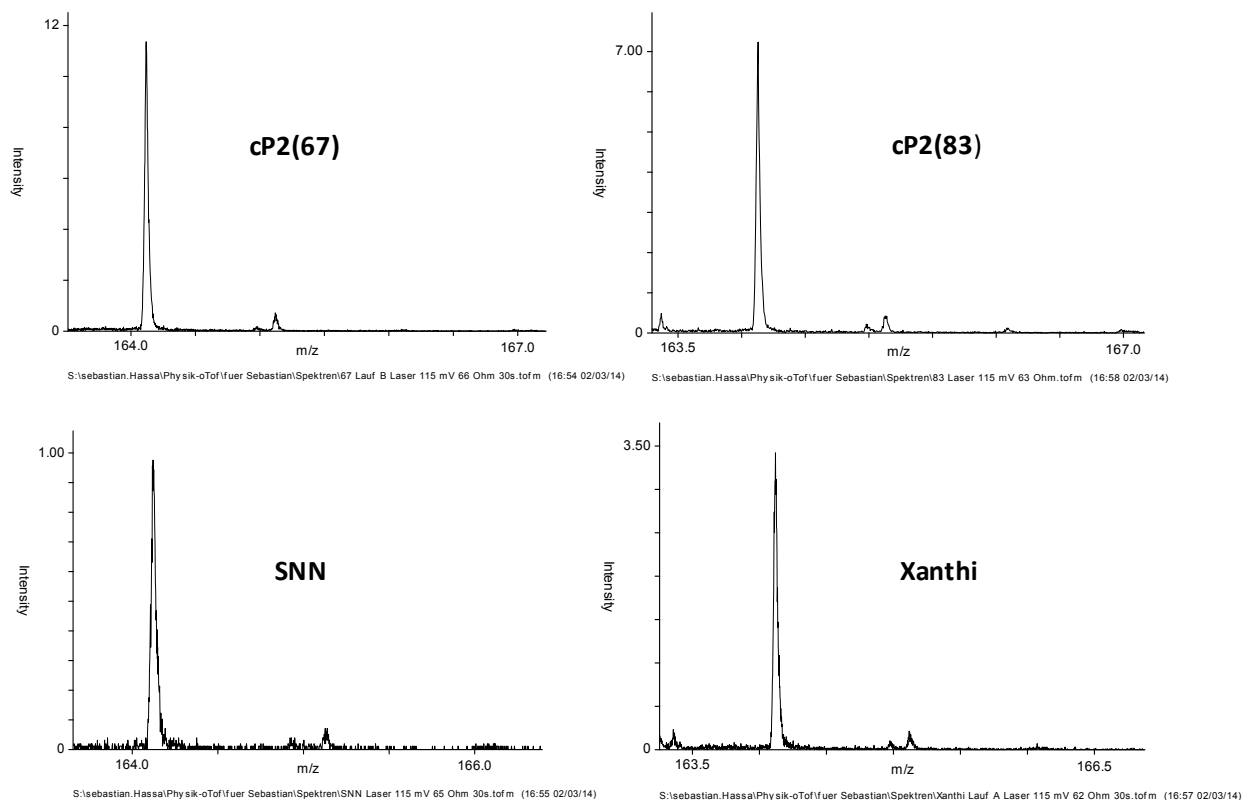 12
Intensity
cP2(67)
0
164.0
m/z
167.0
S:\sebastian.Hassa\Physik-oTof\fuer Sebastian\Spektren\67 Lauf B Laser 115 mV 66 Ohm 30s.tofm (16:54 02/03/14)
7.00
Intensity
cP2(83)
0
163.5
m/z
167.0
S:\sebastian.Hassa\Physik-oTof\fuer Sebastian\Spektren\83 Laser 115 mV 63 Ohm.tofm (16:58 02/03/14)
1.00
Intensity
SNN
0
164.0
m/z
166.0
S:\sebastian.Hassa\Physik-oTof\fuer Sebastian\Spektren\SNN Laser 115 mV 65 Ohm 30s.tofm (16:55 02/03/14)
3.50
Intensity
Xanthi
0
163.5
m/z
166.5
S:\sebastian.Hassa\Physik-oTof\fuer Sebastian\Spektren\Xanthi Lauf A Laser 115 mV 62 Ohm 30s.tofm (16:57 02/03/14)